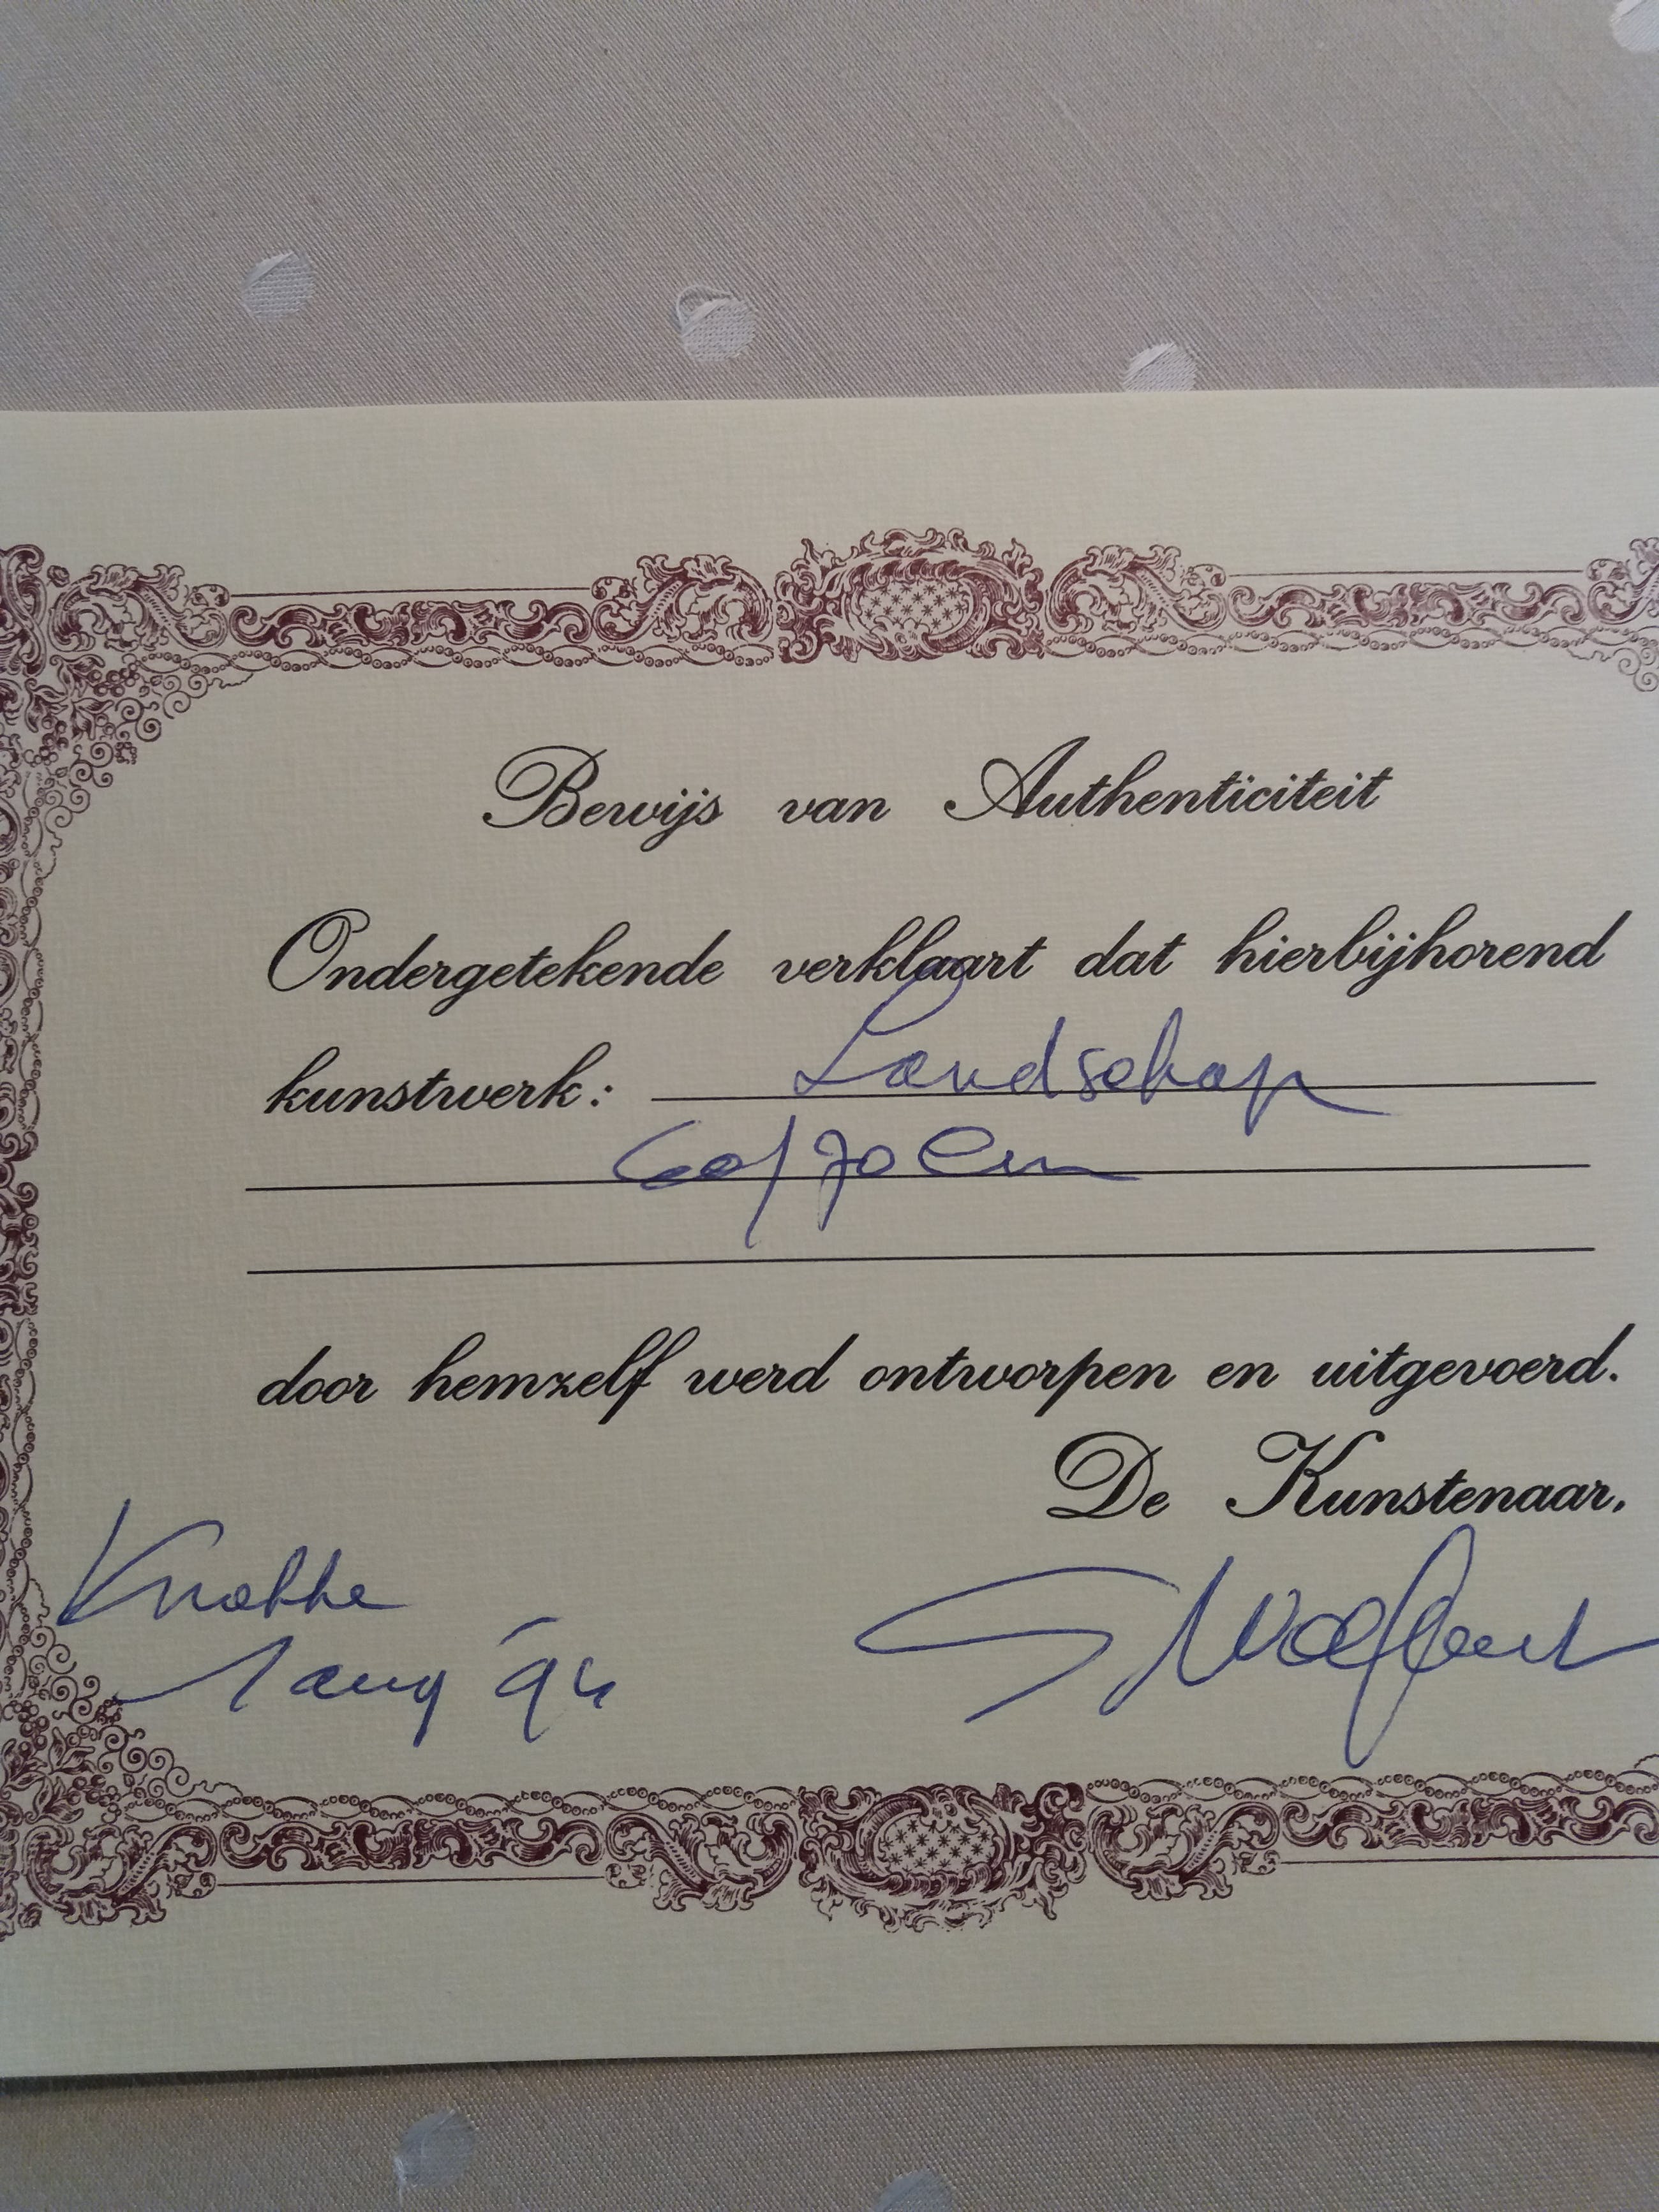 Bewijs van Authenticiteit
Ondergetekende verklaart dat hierbijhorend
kunstwerk: Landschap
door hemzelf werd ontworpen en uitgevoerd.
De Kunstenaar.
Knokke
1 aug '94